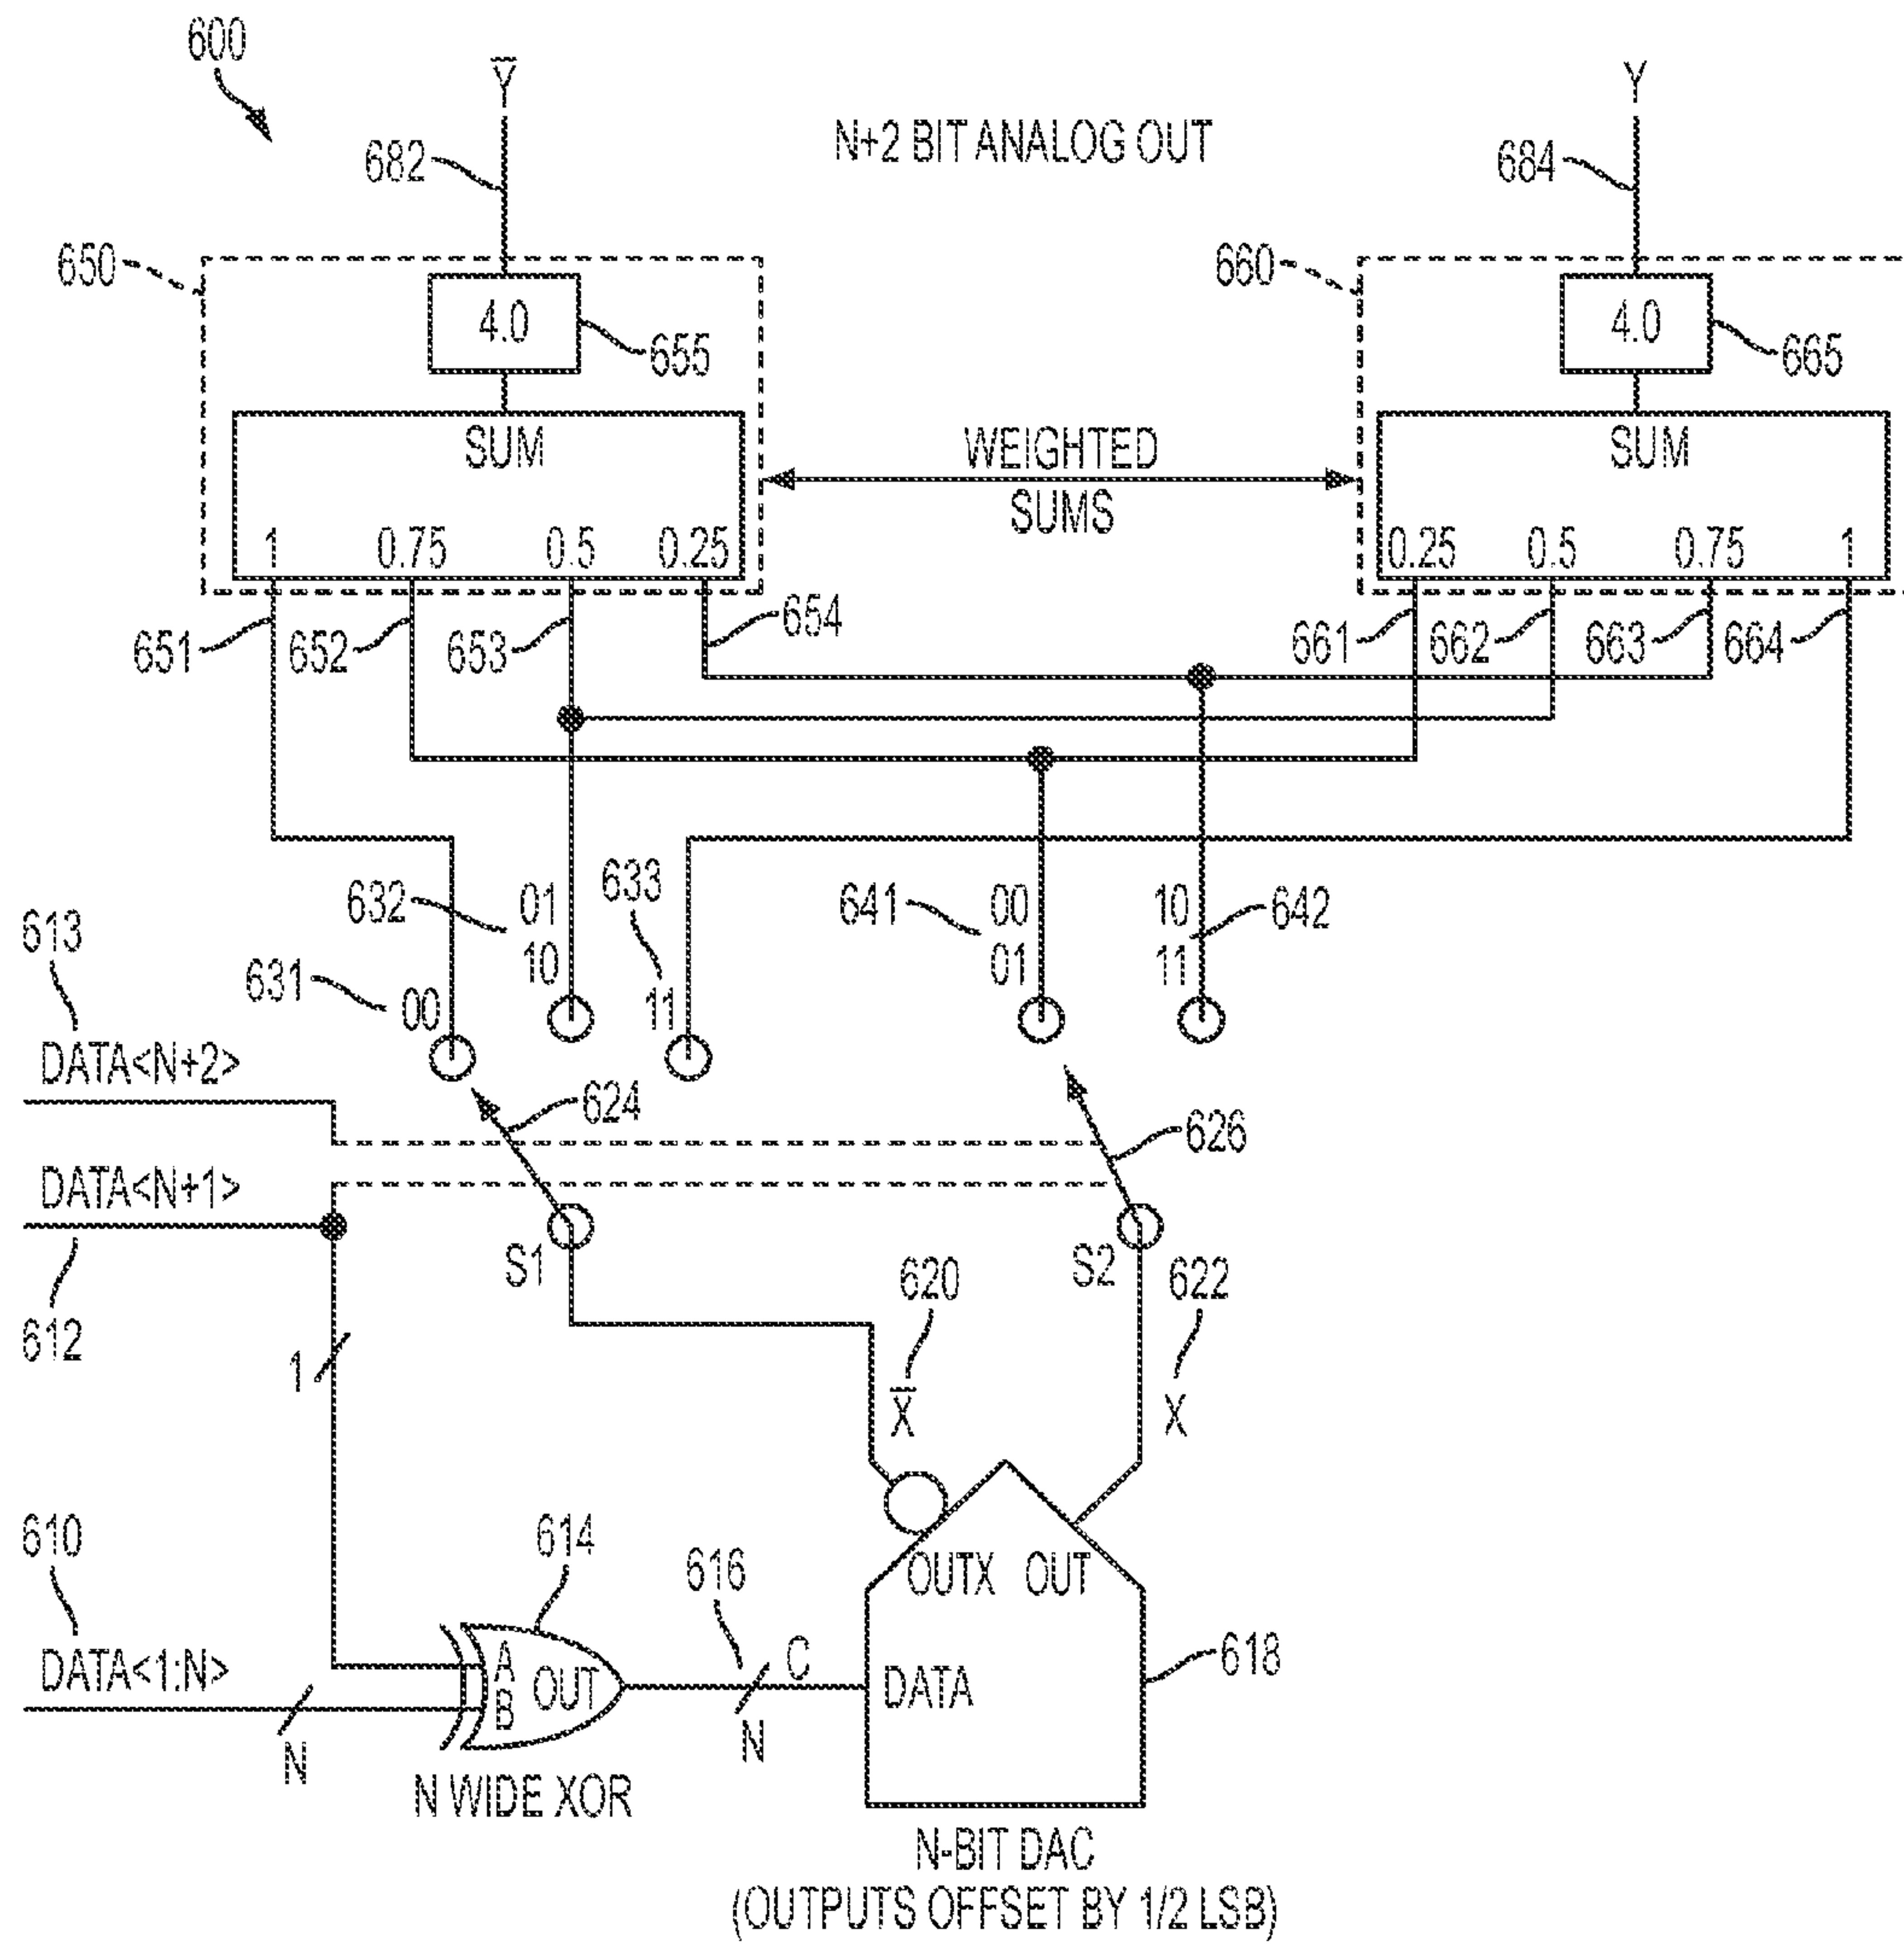 600
Y̅
Y
N+2 BIT ANALOG OUT
682
684
650
660
4.0
655
4.0
665
SUM
WEIGHTED
SUMS
SUM
1 0.75 0.5 0.25
0.25 0.5 0.75 1
651 652 653 654
661 662 663 664
632 01
10
633
11
641 00
01
10
11 642
613
631 00
DATA<N+2>
624
626
DATA<N+1>
S1
S2
620
622
612
1
X̅
X
610
614
616
OUTX OUT
DATA<1:N>
A
B
OUT
C
DATA
618
N
N
N WIDE XOR
N-BIT DAC
(OUTPUTS OFFSET BY 1/2 LSB)